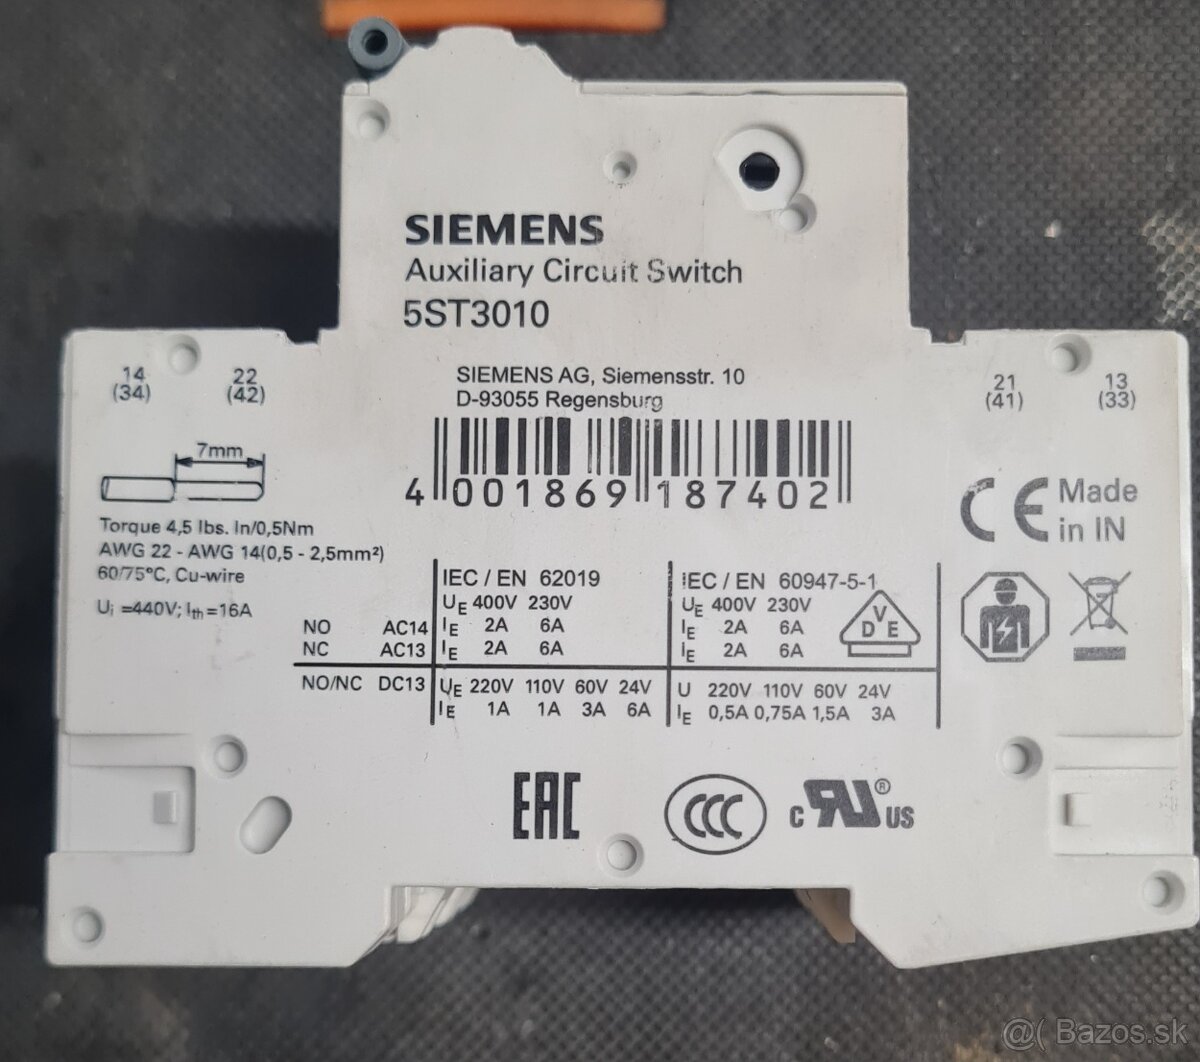 SIEMENS
Auxiliary Circuit Switch
5ST3010
SIEMENS AG, Siemensstr. 10
D-93055 Regensburg
14 22
(34) (42)
21 13
(41) (33)
7mm
4 001869 187402
Torque 4,5 lbs. In/0,5Nm
AWG 22 - AWG 14(0,5 - 2,5mm²)
60/75°C, Cu-wire
Ui =440V; Ith=16A
CE Made
in IN
IEC / EN 62019
UE 400V 230V
NO AC14 IE 2A 6A
NC AC13 IE 2A 6A
NO/NC DC13 UE 220V 110V 60V 24V
IE 1A 1A 3A 6A
IEC / EN 60947-5-1
UE 400V 230V
IE 2A 6A
IE 2A 6A
U 220V 110V 60V 24V
IE 0,5A 0,75A 1,5A 3A
VDE
EAC
CCC
c RU ® US
@( Bazos.sk